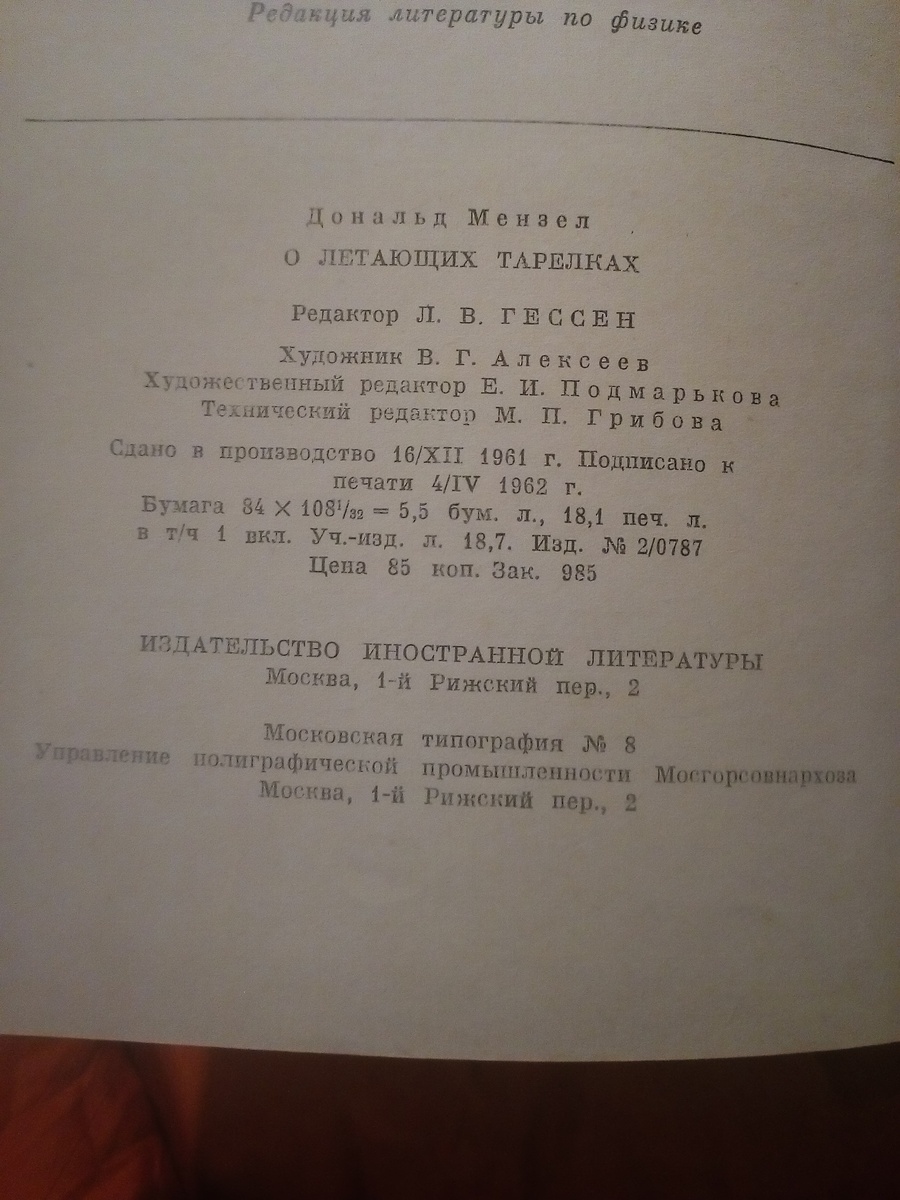 Редакция литературы по физике
Дональд Мензел
О ЛЕТАЮЩИХ ТАРЕЛКАХ
Редактор Л. В. ГЕССЕН
Художник В. Г. Алексеев
Художественный редактор Е. И. Подмарькова
Технический редактор М. П. Грибова
Сдано в производство 16/XII 1961 г. Подписано к
печати 4/IV 1962 г.
Бумага 84 × 108¹/₃₂ = 5,5 бум. л., 18,1 печ. л.
в т/ч 1 вкл. Уч.-изд. л. 18,7. Изд. № 2/0787
Цена 85 коп. Зак. 985
ИЗДАТЕЛЬСТВО ИНОСТРАННОЙ ЛИТЕРАТУРЫ
Москва, 1-й Рижский пер., 2
Московская типография № 8
Управление полиграфической промышленности Мосгорсовнархоза
Москва, 1-й Рижский пер., 2